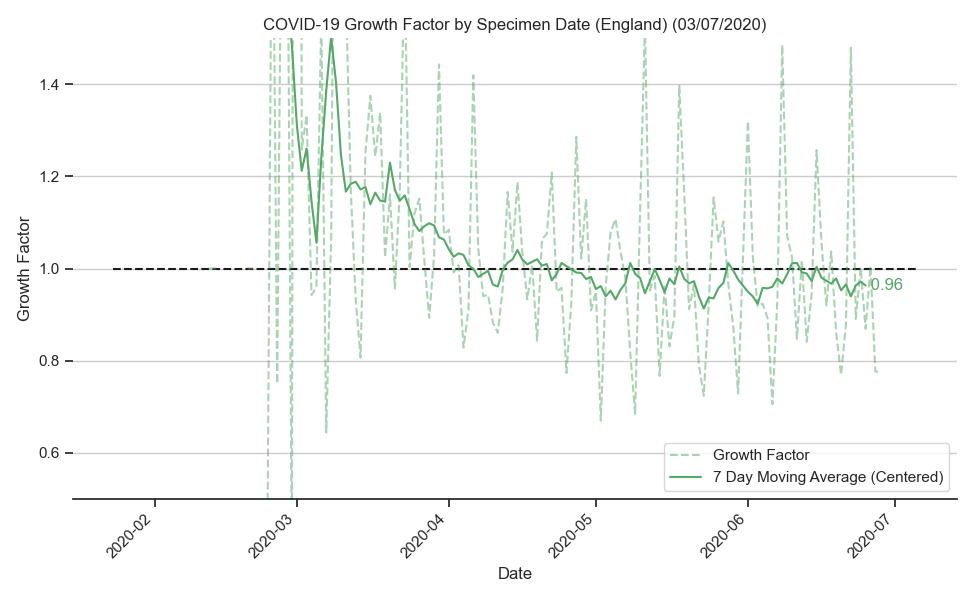 COVID-19 Growth Factor by Specimen Date (England) (03/07/2020)
Growth Factor
1.4
1.2
1.0
0.8
0.6
0.96
Growth Factor
7 Day Moving Average (Centered)
2020-02
2020-03
2020-04
2020-05
2020-06
2020-07
Date